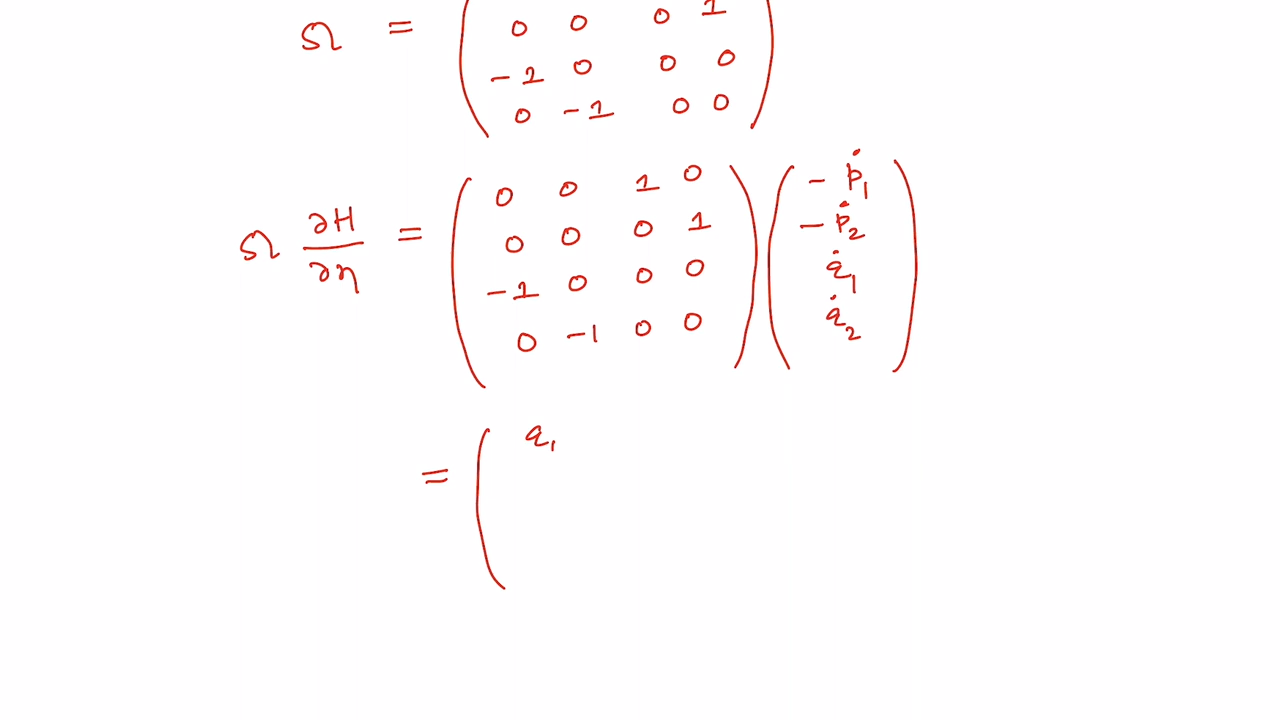 Ω = ( 0 0 0 1
-1 0 0 0
0 -1 0 0 )
Ω ∂H/∂η = ( 0 0 1 0
0 0 0 1
-1 0 0 0
0 -1 0 0 ) ( - ṗ₁
- ṗ₂
q̇₁
q̇₂ )
= ( q₁